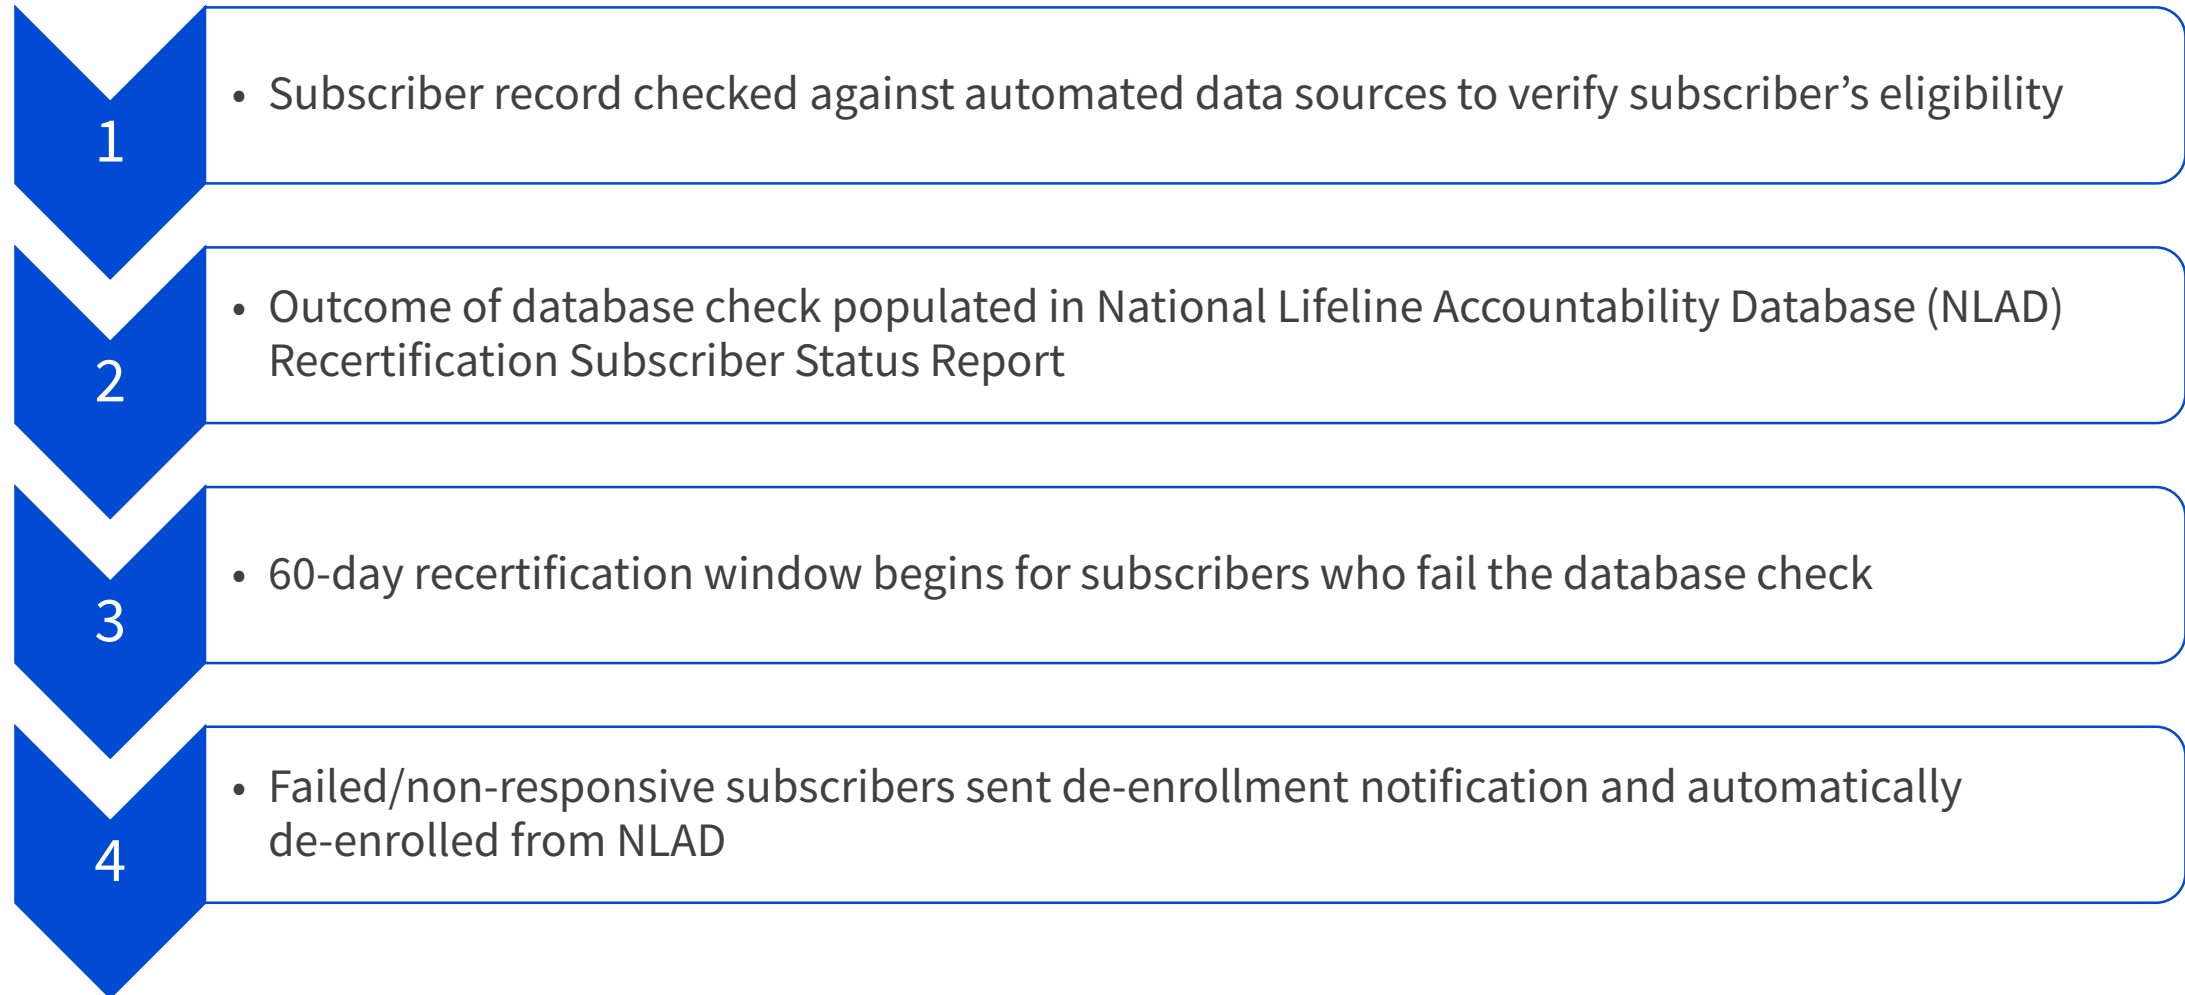 1
• Subscriber record checked against automated data sources to verify subscriber’s eligibility
2
• Outcome of database check populated in National Lifeline Accountability Database (NLAD)
Recertification Subscriber Status Report
3
• 60-day recertification window begins for subscribers who fail the database check
4
• Failed/non-responsive subscribers sent de-enrollment notification and automatically
de-enrolled from NLAD